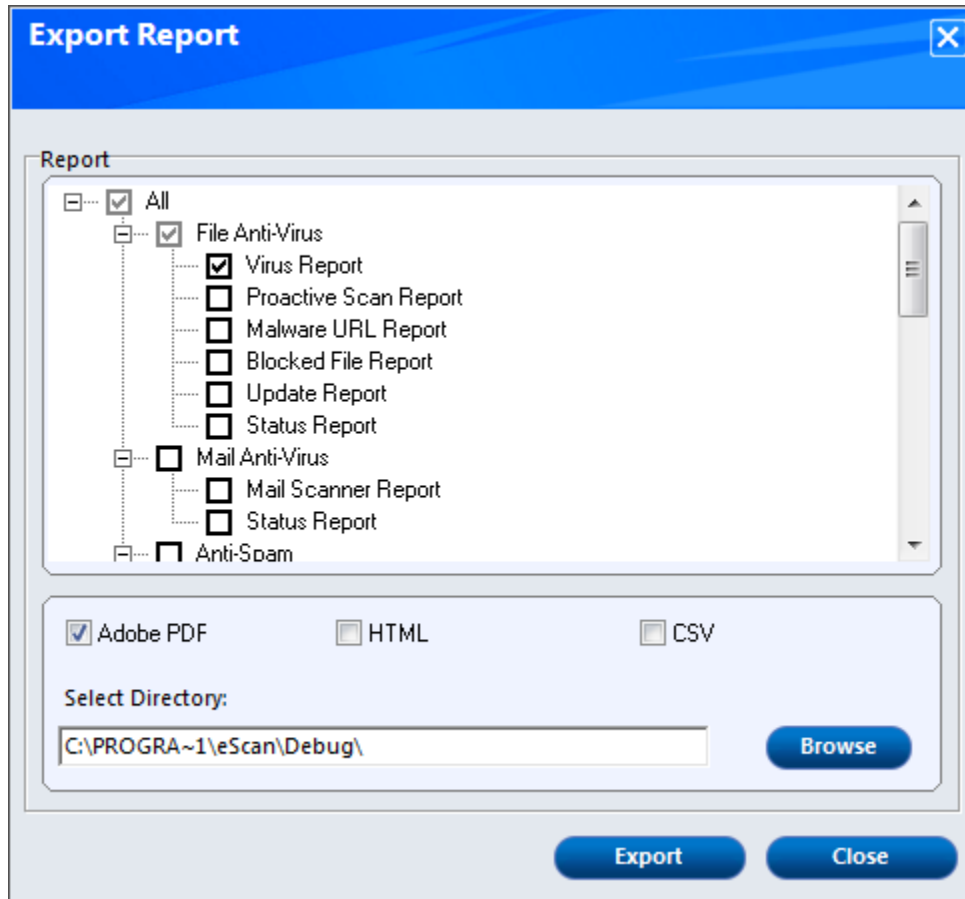 Export Report
Report
All
File Anti-Virus
Virus Report
Proactive Scan Report
Malware URL Report
Blocked File Report
Update Report
Status Report
Mail Anti-Virus
Mail Scanner Report
Status Report
Anti-Spam
Adobe PDF HTML CSV
Select Directory:
C:\PROGRA~1\eScan\Debug\ Browse
Export Close